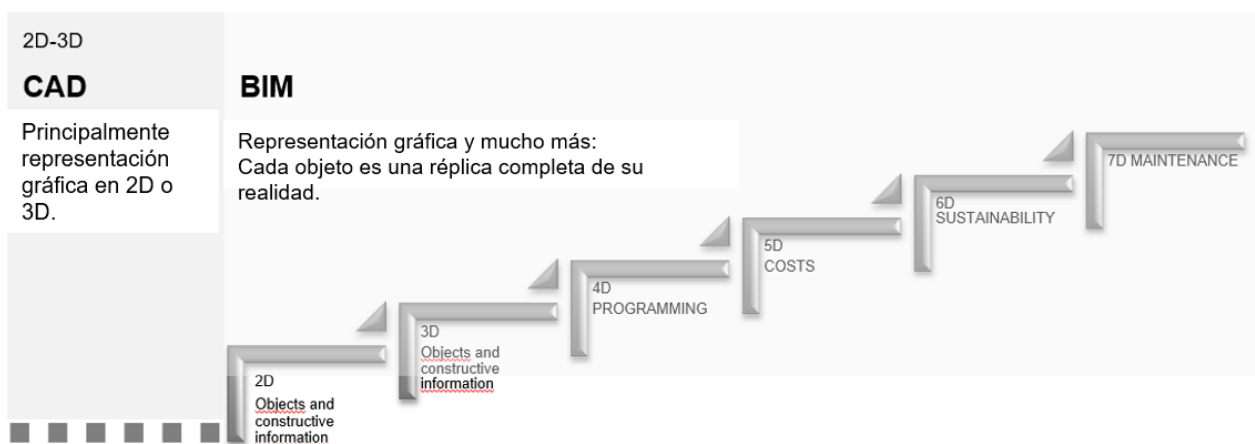 2D-3D
CAD
BIM
Principalmente
representación
gráfica en 2D o
3D.
Representación gráfica y mucho más:
Cada objeto es una réplica completa de su
realidad.
2D
Objects and
constructive
information
3D
Objects and
constructive
information
4D
PROGRAMMING
5D
COSTS
6D
SUSTAINABILITY
7D MAINTENANCE